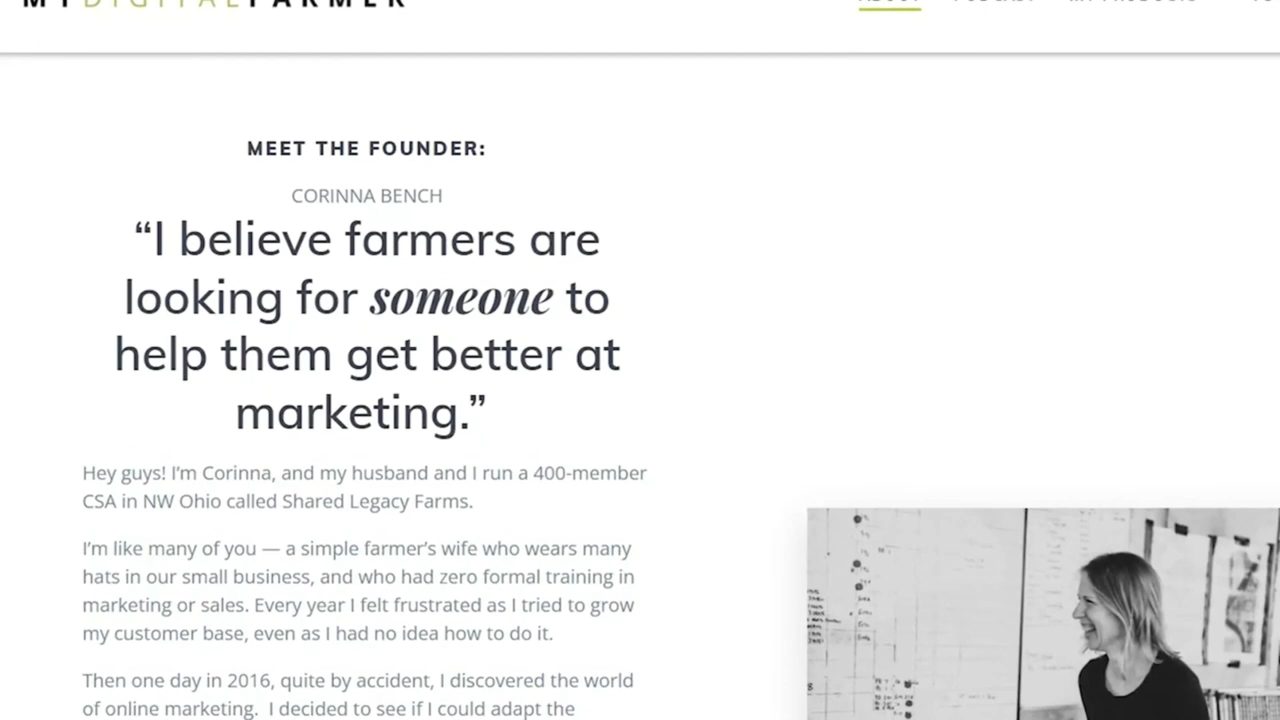 MYDIGITALFARMER
ABOUT PODCAST MY PRODUCTS
MEET THE FOUNDER:
CORINNA BENCH
“I believe farmers are
looking for someone to
help them get better at
marketing.”
Hey guys! I’m Corinna, and my husband and I run a 400-member
CSA in NW Ohio called Shared Legacy Farms.
I’m like many of you — a simple farmer’s wife who wears many
hats in our small business, and who had zero formal training in
marketing or sales. Every year I felt frustrated as I tried to grow
my customer base, even as I had no idea how to do it.
Then one day in 2016, quite by accident, I discovered the world
of online marketing.  I decided to see if I could adapt the